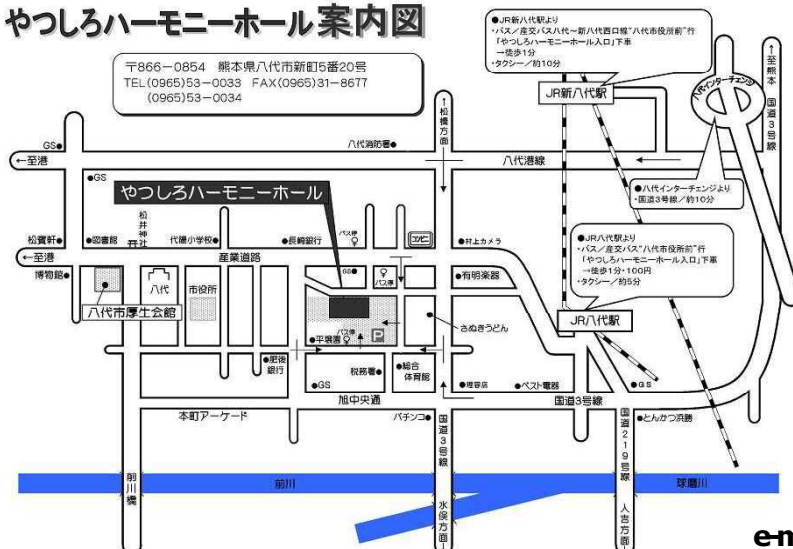 やつしろハーモニーホール案内図
〒866-0854 熊本県八代市新町5番20号
TEL(0965)53-0033 FAX(0965)31-8677
(0965)53-0034
●JR新八代駅より
・バス/産交バス八代～新八代西口線"八代市役所前"行
「やつしろハーモニーホール入口」下車
→徒歩1分
・タクシー/約10分
JR新八代駅
八代インターチェンジ
↑至熊本 国道3号線
↑松橋方面
GS●
八代消防署●
←至港
八代港線
●GS
やつしろハーモニーホール
●八代インターチェンジより
・国道3号線/約10分
松賀軒●
●図書館
松井神社
代陽小学校●
●長崎銀行
バス停
コンビニ
●村上カメラ
●JR八代駅より
・バス/産交バス"八代市役所前"行
「やつしろハーモニーホール入口」下車
→徒歩1分・100円
・タクシー/約5分
←至港
産業道路
博物館●
八代
市役所
GS●
バス停
●有明楽器
八代市厚生会館
さぬきうどん
JR八代駅
バス停
P
●平壌園
●肥後銀行
税務署●
●総合体育館
●GS
●理容店
●ベスト電器
●GS
本町アーケード
旭中央通
パチンコ●
国道3号線
●とんかつ浜勝
国道3号線
国道219号線
前川橋
前川
球磨川
水俣方面↓
人吉方面↓
e-m